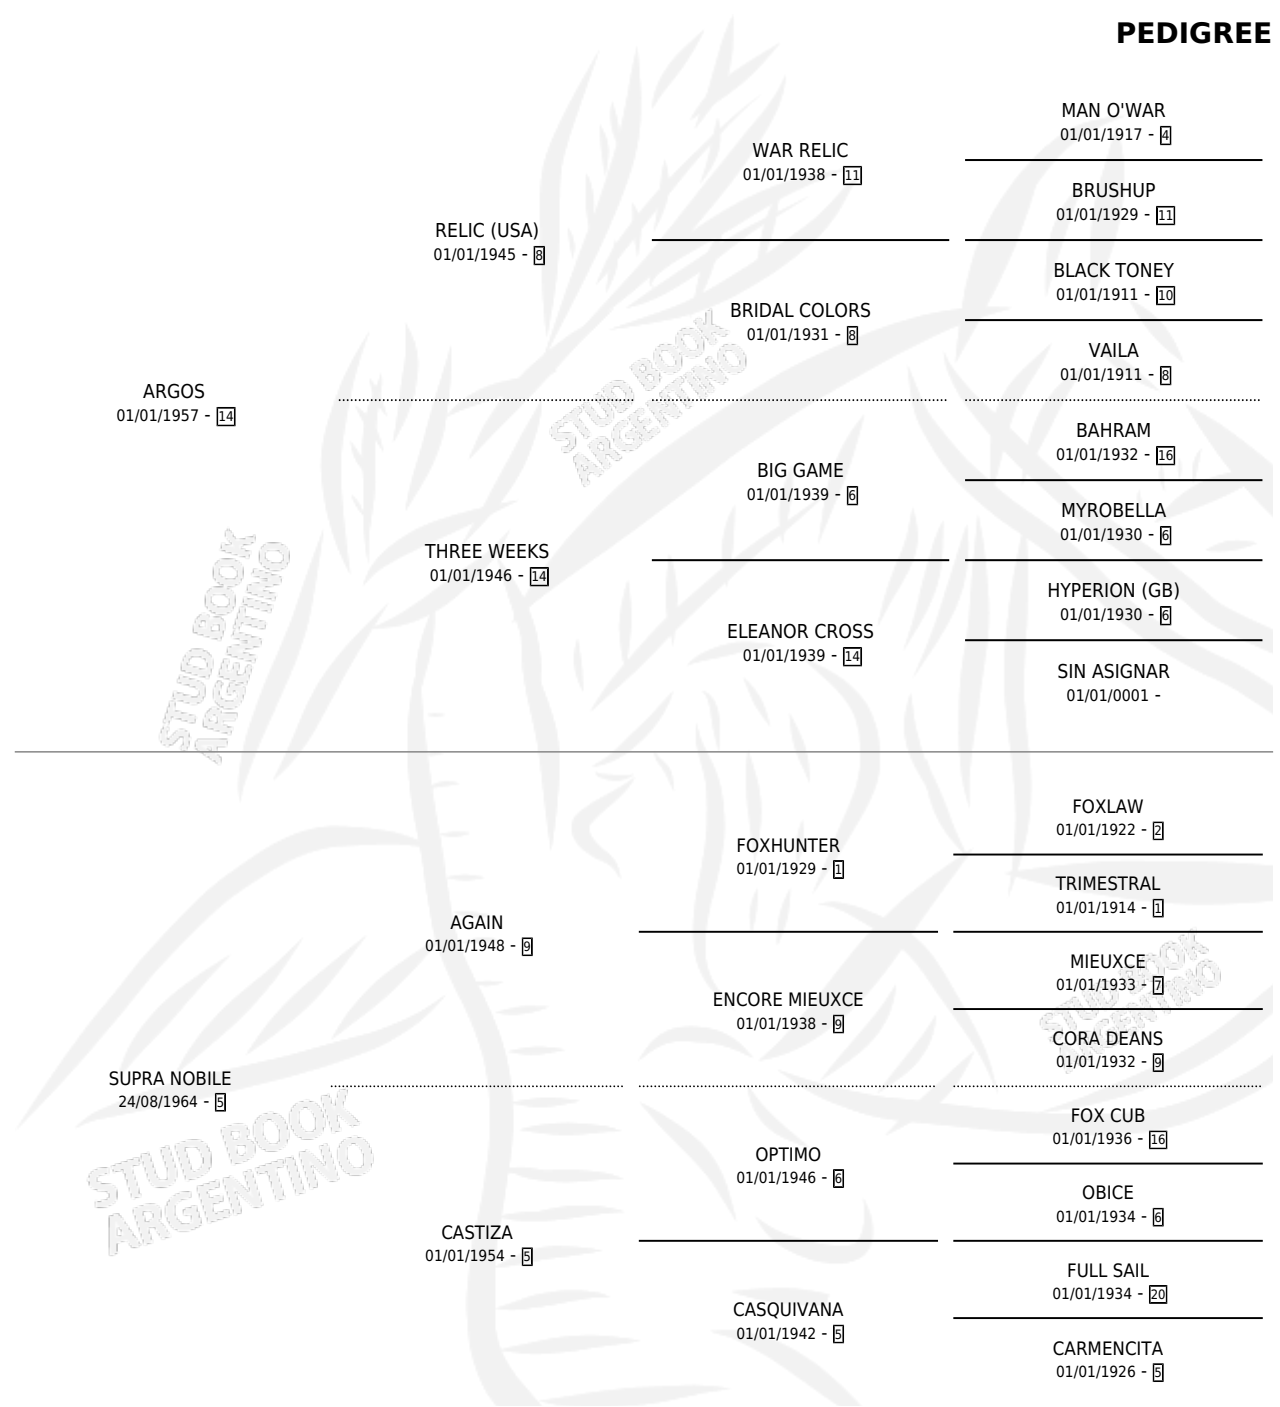 PEDIGREE
MAN O'WAR
01/01/1917 - 4
WAR RELIC
01/01/1938 - 11
BRUSHUP
01/01/1929 - 11
RELIC (USA)
01/01/1945 - 8
BLACK TONEY
01/01/1911 - 10
BRIDAL COLORS
01/01/1931 - 8
VAILA
01/01/1911 - 8
ARGOS
01/01/1957 - 14
BAHRAM
01/01/1932 - 16
BIG GAME
01/01/1939 - 6
MYROBELLA
01/01/1930 - 6
THREE WEEKS
01/01/1946 - 14
HYPERION (GB)
01/01/1930 - 6
ELEANOR CROSS
01/01/1939 - 14
SIN ASIGNAR
01/01/0001 -
FOXLAW
01/01/1922 - 2
FOXHUNTER
01/01/1929 - 1
TRIMESTRAL
01/01/1914 - 1
AGAIN
01/01/1948 - 9
MIEUXCE
01/01/1933 - 7
ENCORE MIEUXCE
01/01/1938 - 9
CORA DEANS
01/01/1932 - 9
SUPRA NOBILE
24/08/1964 - 5
FOX CUB
01/01/1936 - 16
OPTIMO
01/01/1946 - 6
OBICE
01/01/1934 - 6
CASTIZA
01/01/1954 - 5
FULL SAIL
01/01/1934 - 20
CASQUIVANA
01/01/1942 - 5
CARMENCITA
01/01/1926 - 5
STUD BOOK
ARGENTINO
STUD BOOK
ARGENTINO
STUD BOOK
ARGENTINO
STUD BOOK
ARGENTINO